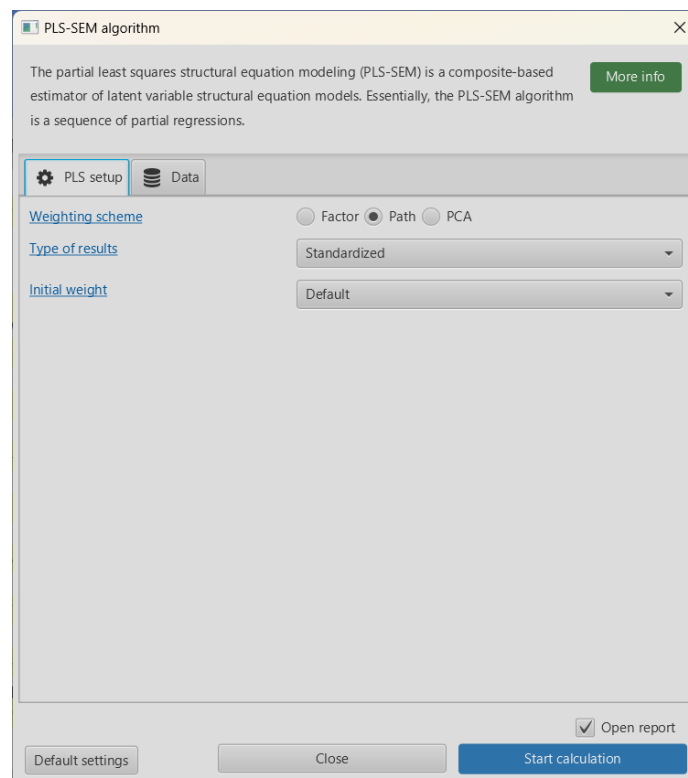 PLS-SEM algorithm
The partial least squares structural equation modeling (PLS-SEM) is a composite-based
estimator of latent variable structural equation models. Essentially, the PLS-SEM algorithm
is a sequence of partial regressions.
More info
PLS setup Data
Weighting scheme Factor Path PCA
Type of results Standardized
Initial weight Default
Open report
Default settings Close Start calculation